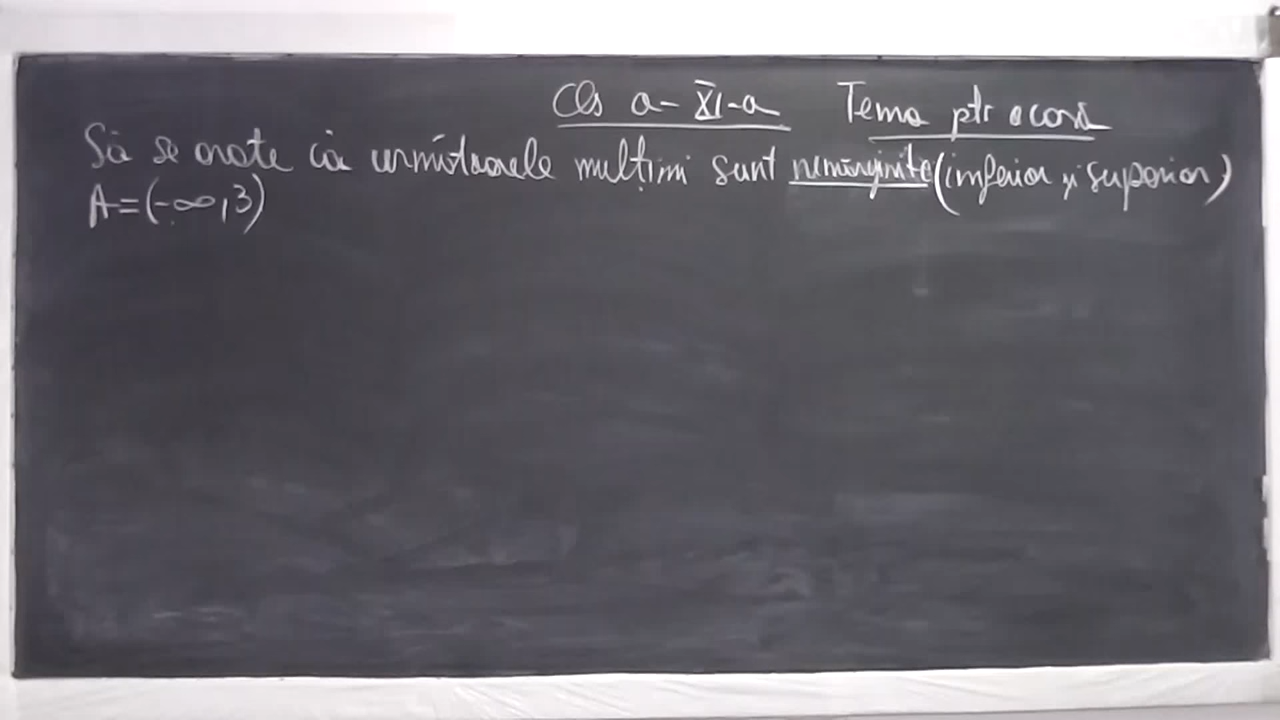 Cls a-XI-a Tema ptr acasă
Să se arate că următoarele mulțimi sunt nemărginite (inferior și superior)
A=(-∞,3)